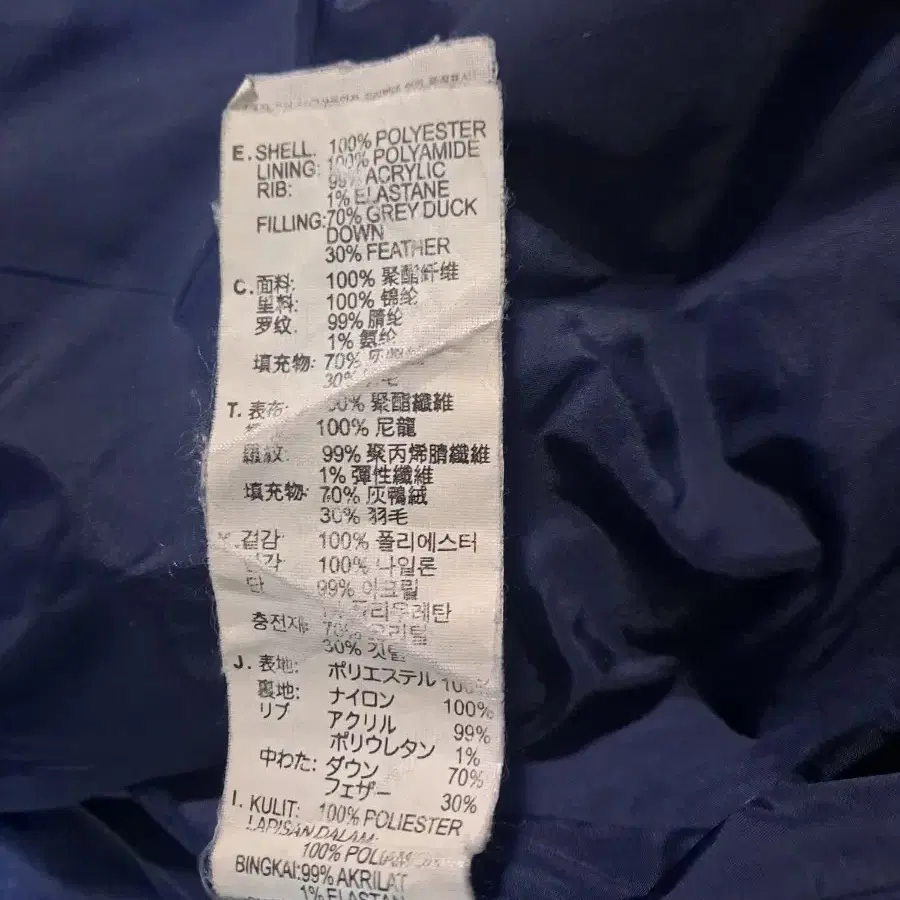 E. SHELL. 100% POLYESTER
LINING: 100% POLYAMIDE
RIB: 99% ACRYLIC
1% ELASTANE
FILLING: 70% GREY DUCK
DOWN
30% FEATHER
C. 面料: 100% 聚酯纤维
里料: 100% 锦纶
罗纹. 99% 腈纶
1% 氨纶
填充物: 70%
30%
T. 表布: 聚酯纖維
100% 尼龍
羅紋: 99% 聚丙烯腈纖維
1% 彈性纖維
填充物: 70% 灰鴨絨
30% 羽毛
겉감 100% 폴리에스터
100% 나일론
단 99% 아크릴
충전재: 70%
30% 깃털
J. 表地: ポリエステル
裏地: ナイロン 100%
リブ アクリル 99%
ポリウレタン 1%
中わた: ダウン 70%
フェザー 30%
I. KULIT: 100% POLIESTER
LAPISAN DALAM:
100%
BINGKAI: 99% AKRILAT
1% ELASTAN